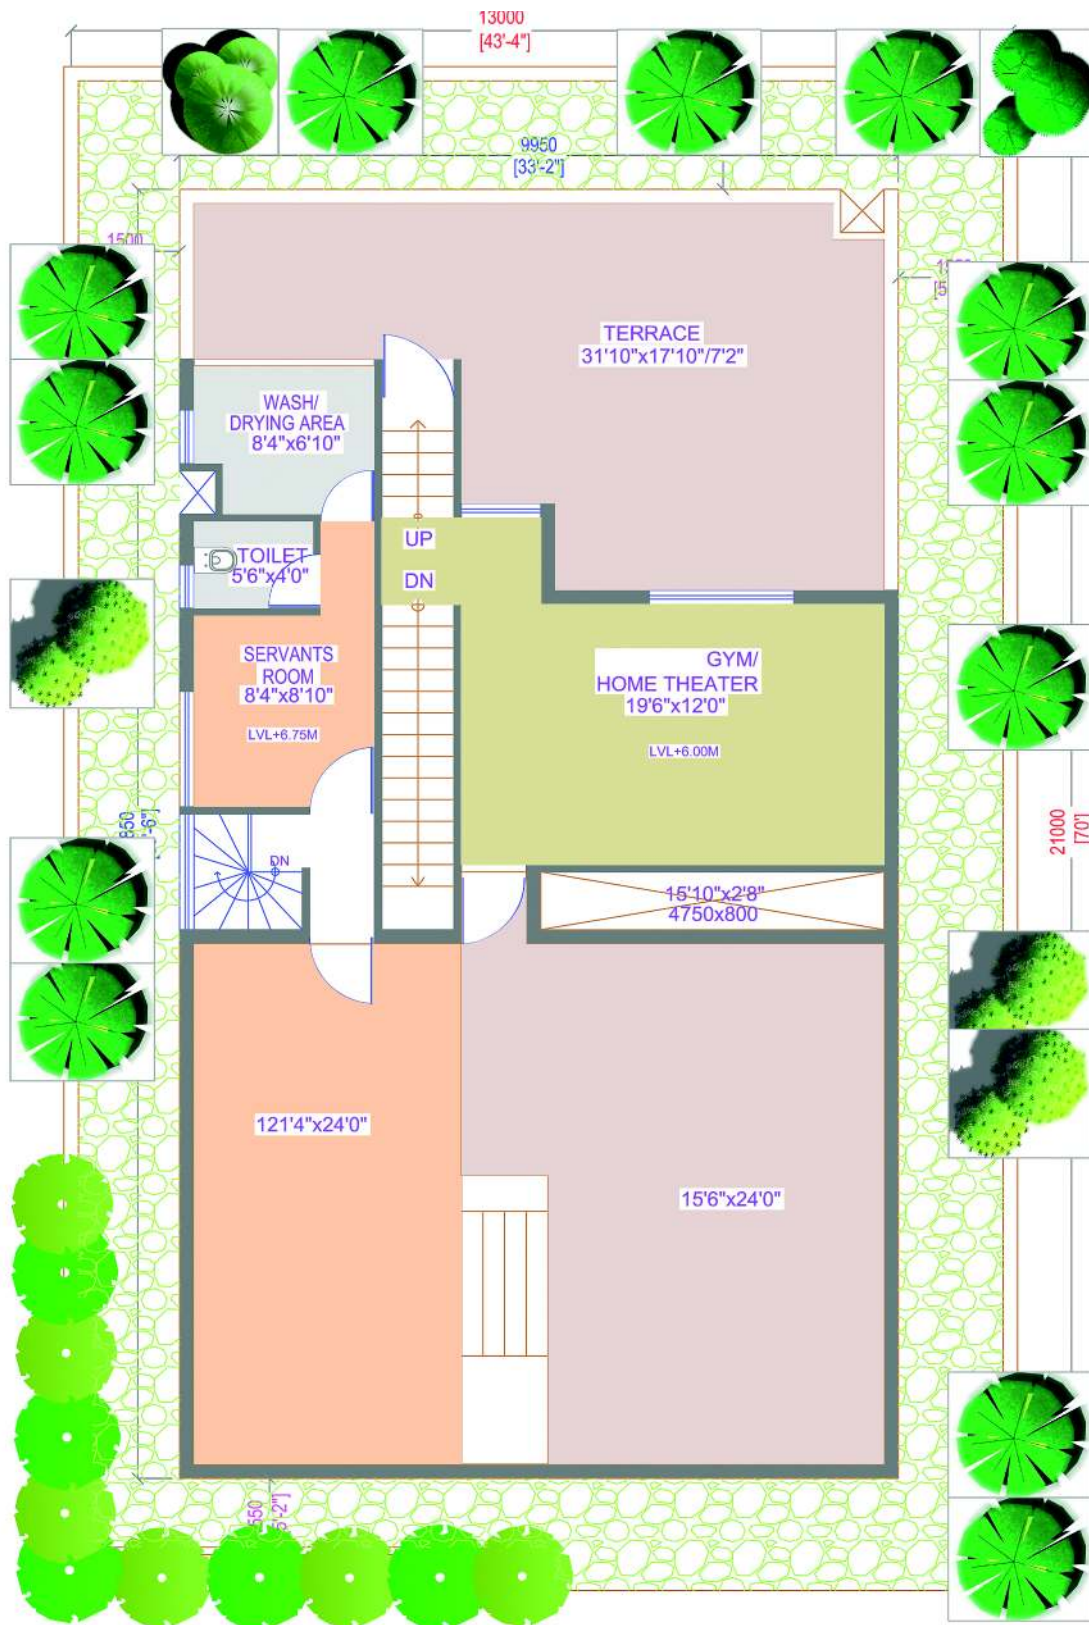 13000
[43'-4"]
9950
[33'-2"]
1500
TERRACE
31'10"x17'10"/7'2"
WASH/
DRYING AREA
8'4"x6'10"
UP
TOILET
5'6"x4'0"
DN
SERVANTS
ROOM
8'4"x8'10"
LVL+6.75M
GYM/
HOME THEATER
19'6"x12'0"
LVL+6.00M
21000
[70']
DN
15'10"x2'8"
4750x800
121'4"x24'0"
15'6"x24'0"